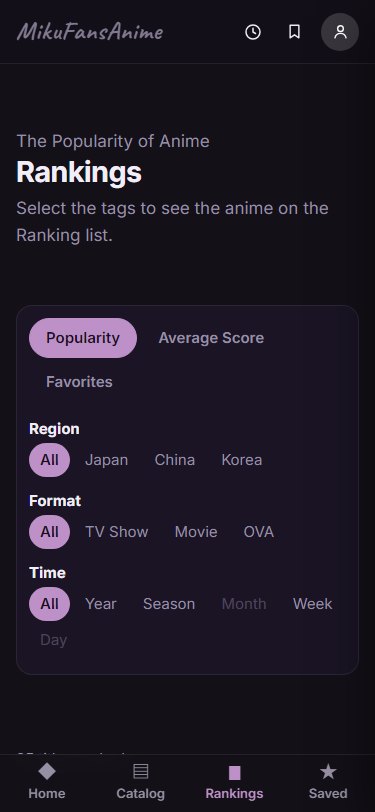 MikuFansAnime
The Popularity of Anime
Rankings
Select the tags to see the anime on the
Ranking list.
Popularity Average Score
Favorites
Region
All Japan China Korea
Format
All TV Show Movie OVA
Time
All Year Season Month Week
Day
Home Catalog Rankings Saved